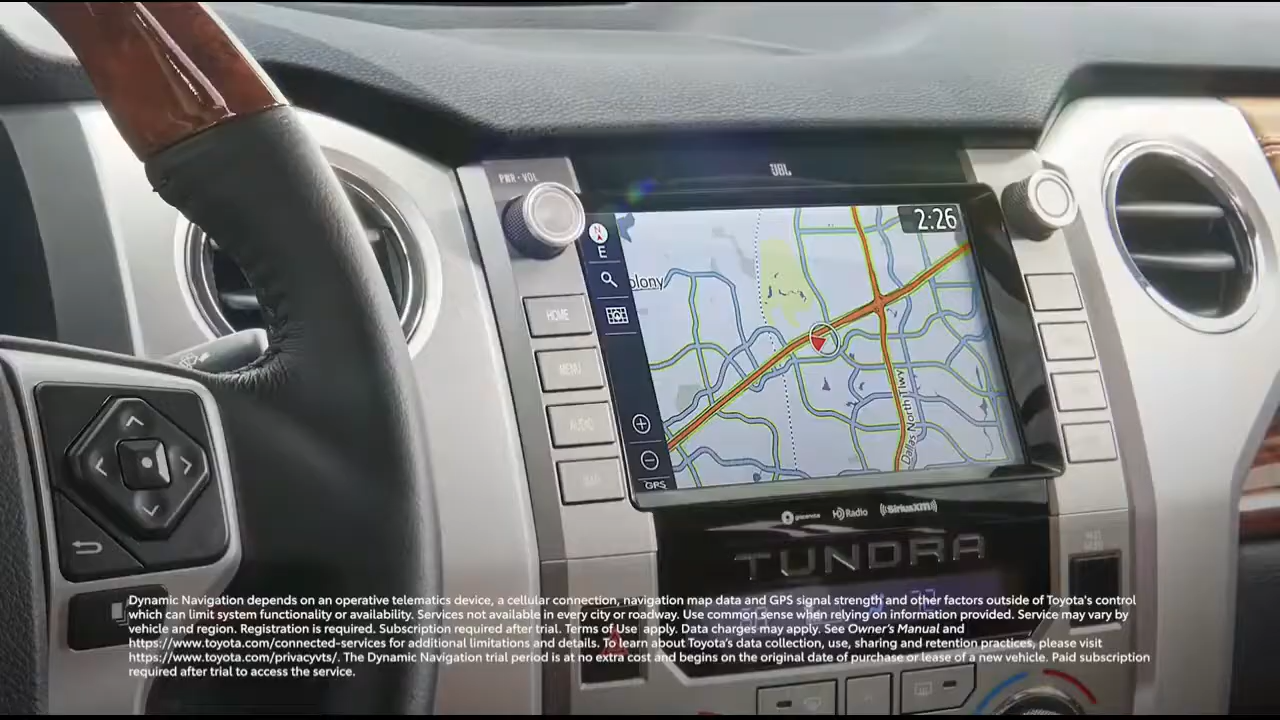 JBL
PWR•VOL
2:26
N
E
olony
HOME
MENU
AUDIO
Dallas North Tlwy
GPS
HD Radio
((SiriusXM))
TUNDRA
Dynamic Navigation depends on an operative telematics device, a cellular connection, navigation map data and GPS signal strength and other factors outside of Toyota's control
which can limit system functionality or availability. Services not available in every city or roadway. Use common sense when relying on information provided. Service may vary by
vehicle and region. Registration is required. Subscription required after trial. Terms of Use apply. Data charges may apply. See Owner's Manual and
https://www.toyota.com/connected-services for additional limitations and details. To learn about Toyota's data collection, use, sharing and retention practices, please visit
https://www.toyota.com/privacyvts/. The Dynamic Navigation trial period is at no extra cost and begins on the original date of purchase or lease of a new vehicle. Paid subscription
required after trial to access the service.